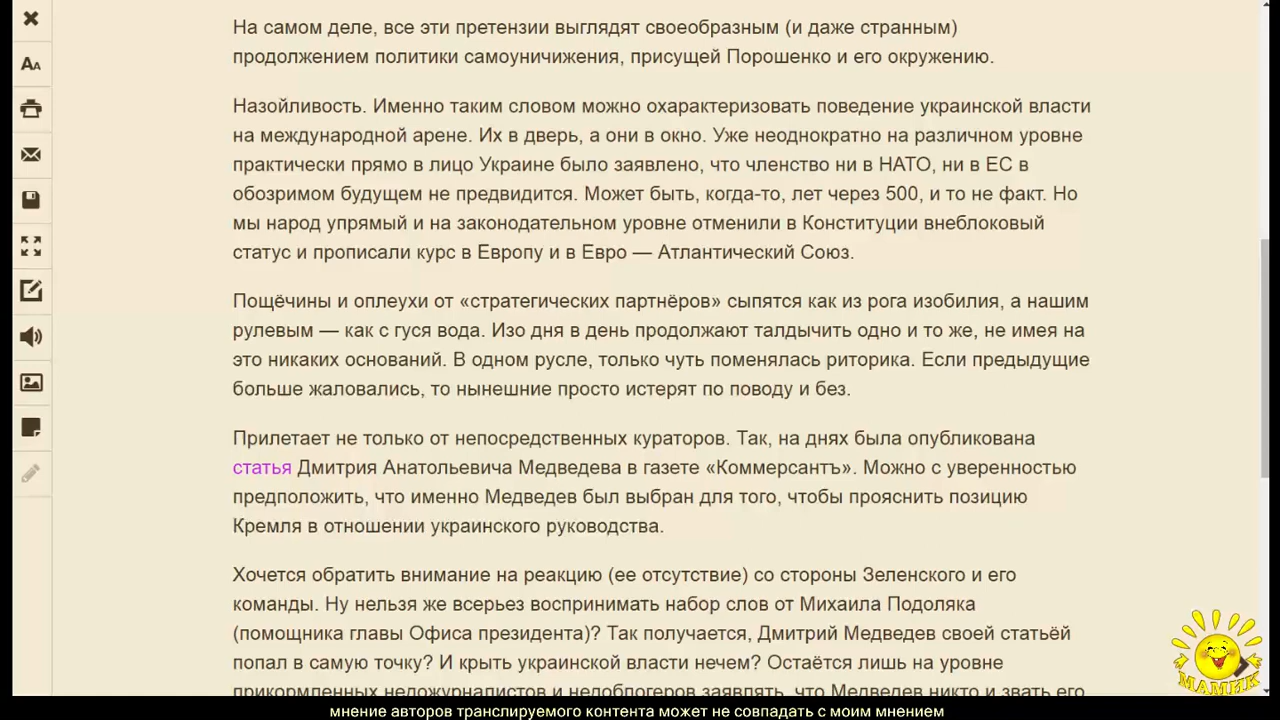 На самом деле, все эти претензии выглядят своеобразным (и даже странным)
продолжением политики самоуничижения, присущей Порошенко и его окружению.
Назойливость. Именно таким словом можно охарактеризовать поведение украинской власти
на международной арене. Их в дверь, а они в окно. Уже неоднократно на различном уровне
практически прямо в лицо Украине было заявлено, что членство ни в НАТО, ни в ЕС в
обозримом будущем не предвидится. Может быть, когда-то, лет через 500, и то не факт. Но
мы народ упрямый и на законодательном уровне отменили в Конституции внеблоковый
статус и прописали курс в Европу и в Евро — Атлантический Союз.
Пощёчины и оплеухи от «стратегических партнёров» сыпятся как из рога изобилия, а нашим
рулевым — как с гуся вода. Изо дня в день продолжают талдычить одно и то же, не имея на
это никаких оснований. В одном русле, только чуть поменялась риторика. Если предыдущие
больше жаловались, то нынешние просто истерят по поводу и без.
Прилетает не только от непосредственных кураторов. Так, на днях была опубликована
статья Дмитрия Анатольевича Медведева в газете «Коммерсантъ». Можно с уверенностью
предположить, что именно Медведев был выбран для того, чтобы прояснить позицию
Кремля в отношении украинского руководства.
Хочется обратить внимание на реакцию (ее отсутствие) со стороны Зеленского и его
команды. Ну нельзя же всерьез воспринимать набор слов от Михаила Подоляка
(помощника главы Офиса президента)? Так получается, Дмитрий Медведев своей статьёй
попал в самую точку? И крыть украинской власти нечем? Остаётся лишь на уровне
прикормленных недожурналистов и недоблогеров заявлять, что Медведев никто и звать его
МАМИК
мнение авторов транслируемого контента может не совпадать с моим мнением